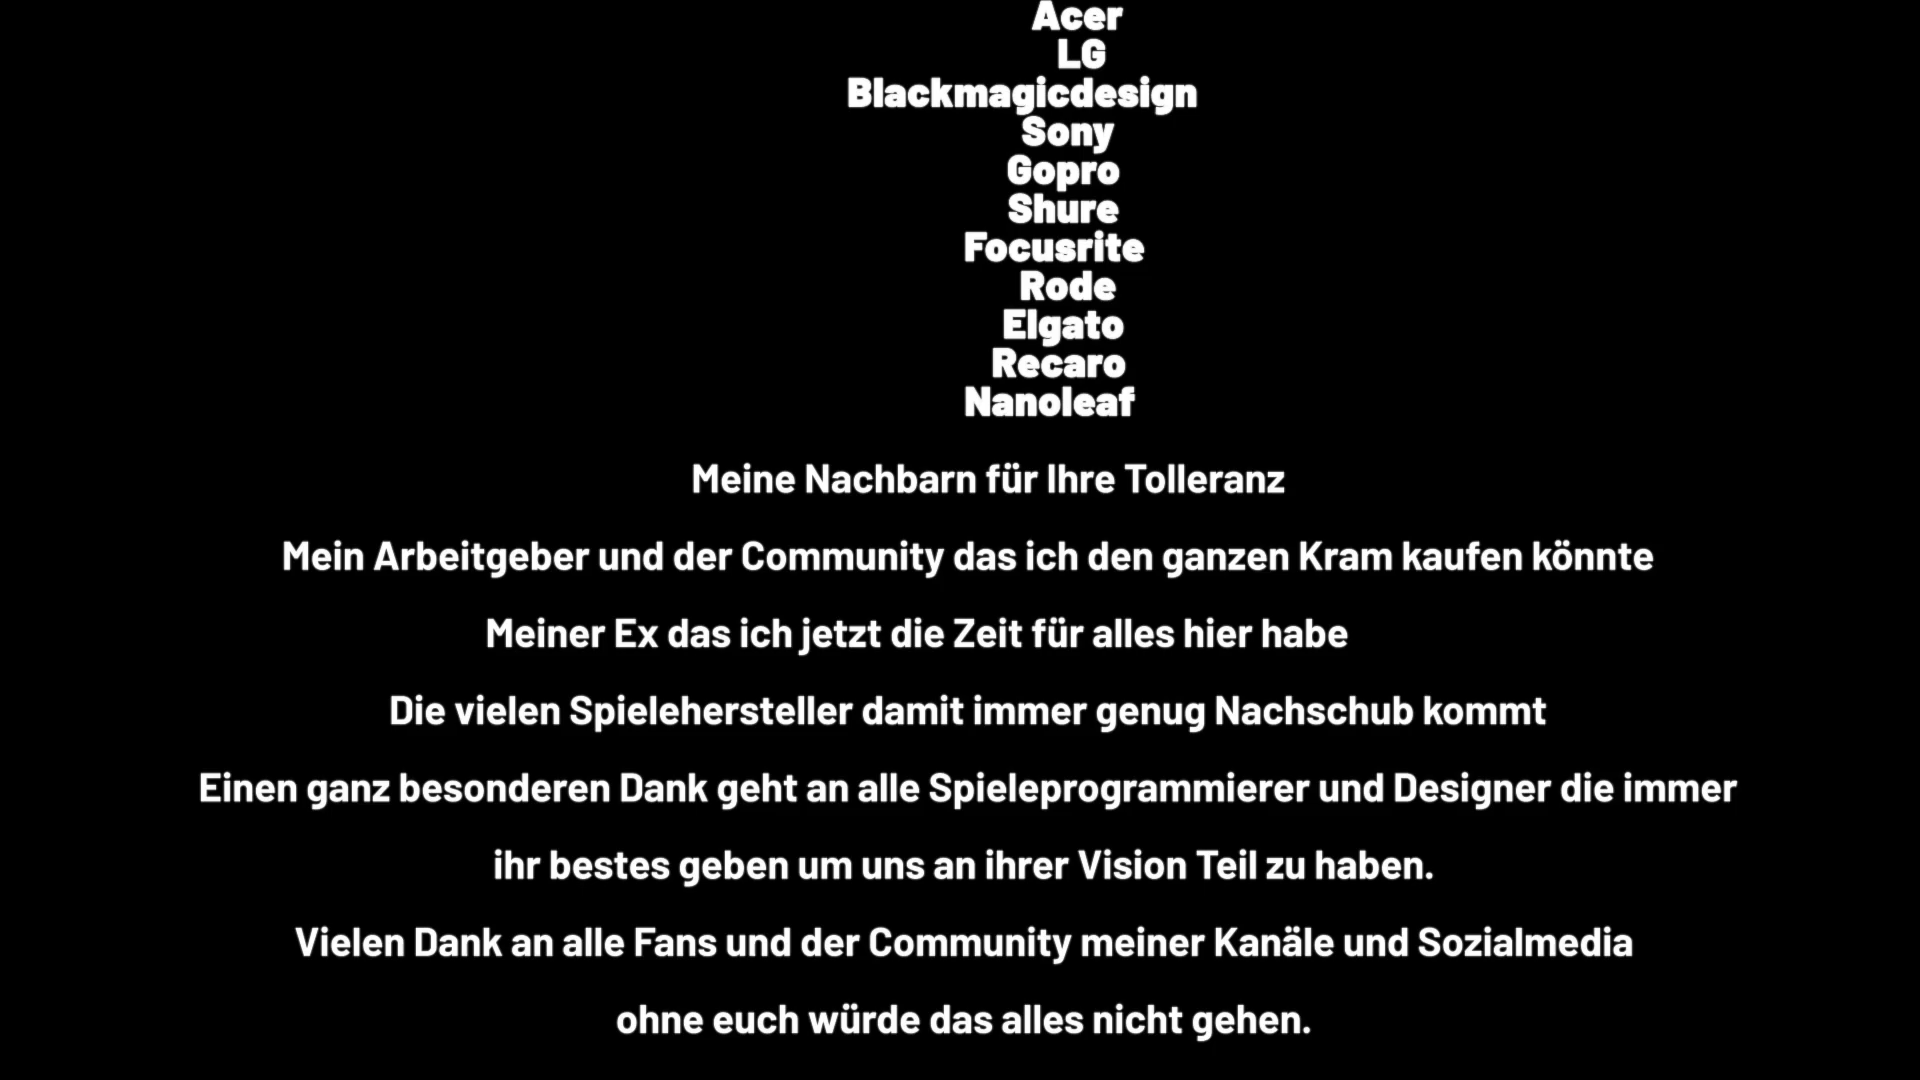 Acer
LG
Blackmagicdesign
Sony
Gopro
Shure
Focusrite
Rode
Elgato
Recaro
Nanoleaf
Meine Nachbarn für Ihre Tolleranz
Mein Arbeitgeber und der Community das ich den ganzen Kram kaufen könnte
Meiner Ex das ich jetzt die Zeit für alles hier habe
Die vielen Spielehersteller damit immer genug Nachschub kommt
Einen ganz besonderen Dank geht an alle Spieleprogrammierer und Designer die immer
ihr bestes geben um uns an ihrer Vision Teil zu haben.
Vielen Dank an alle Fans und der Community meiner Kanäle und Sozialmedia
ohne euch würde das alles nicht gehen.